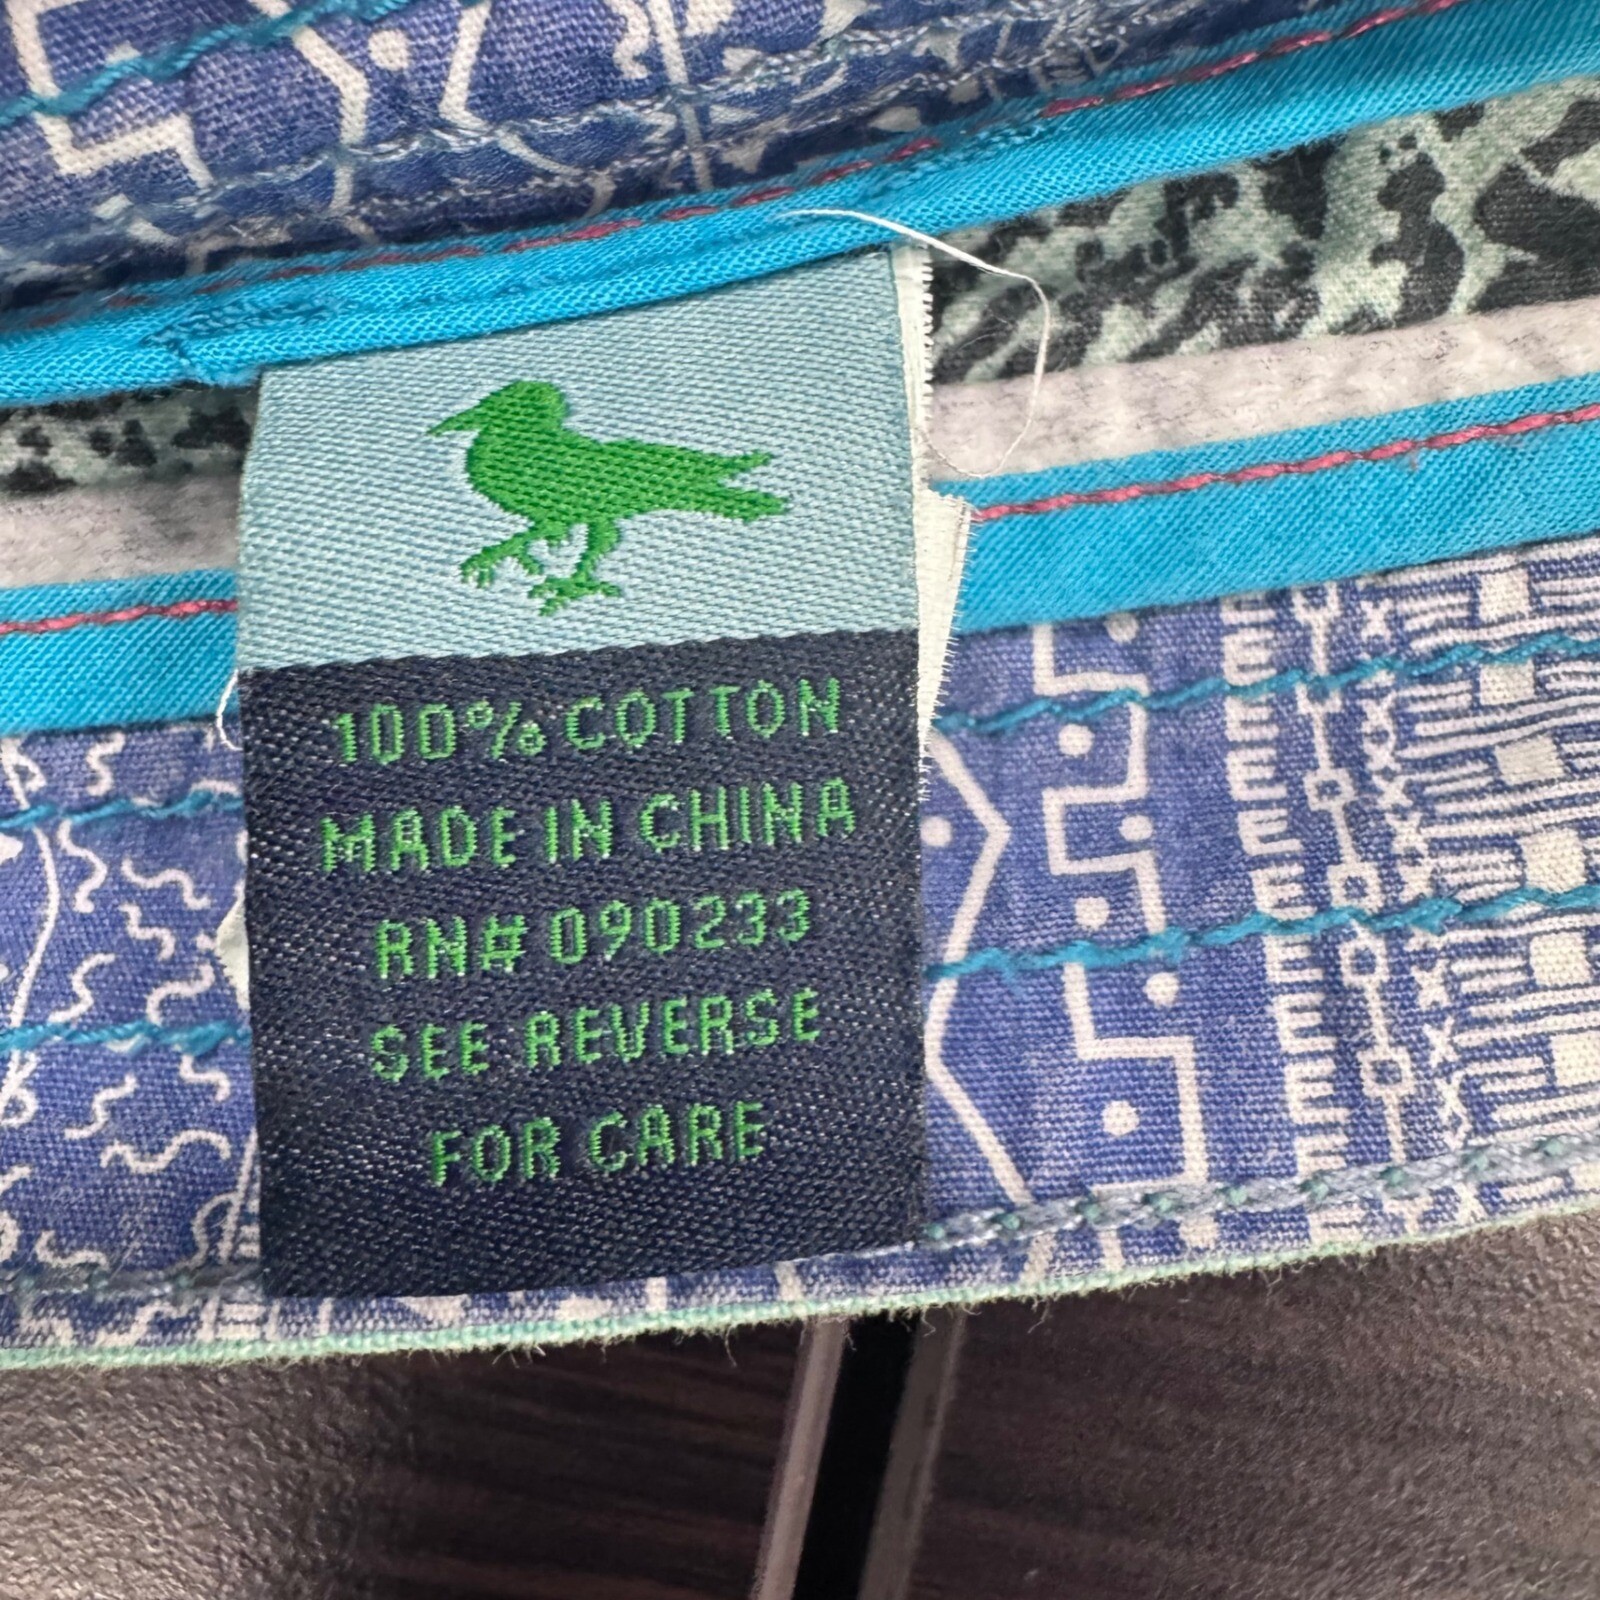 100% COTTON
MADE IN CHINA
RN# 090233
SEE REVERSE
FOR CARE